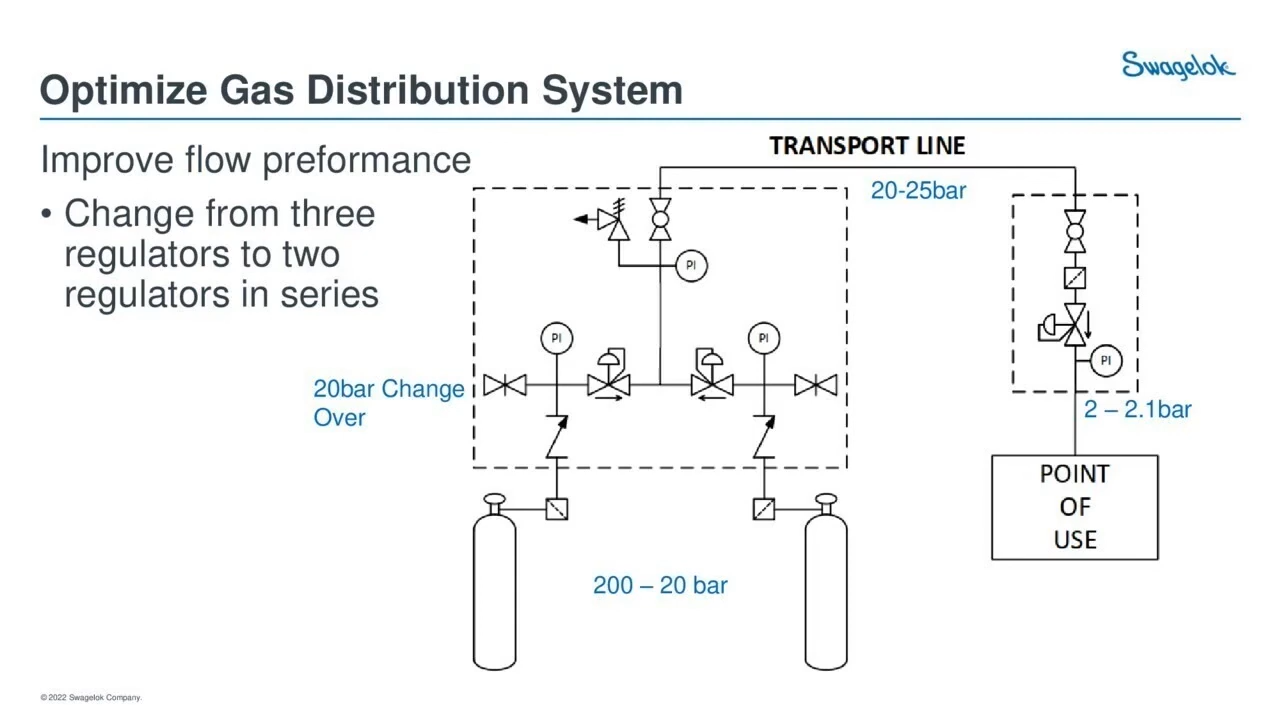 Swagelok
Optimize Gas Distribution System
Improve flow preformance
• Change from three
regulators to two
regulators in series
TRANSPORT LINE
20-25bar
PI
PI
PI
PI
20bar Change
Over
2 – 2.1bar
POINT
OF
USE
200 – 20 bar
© 2022 Swagelok Company.